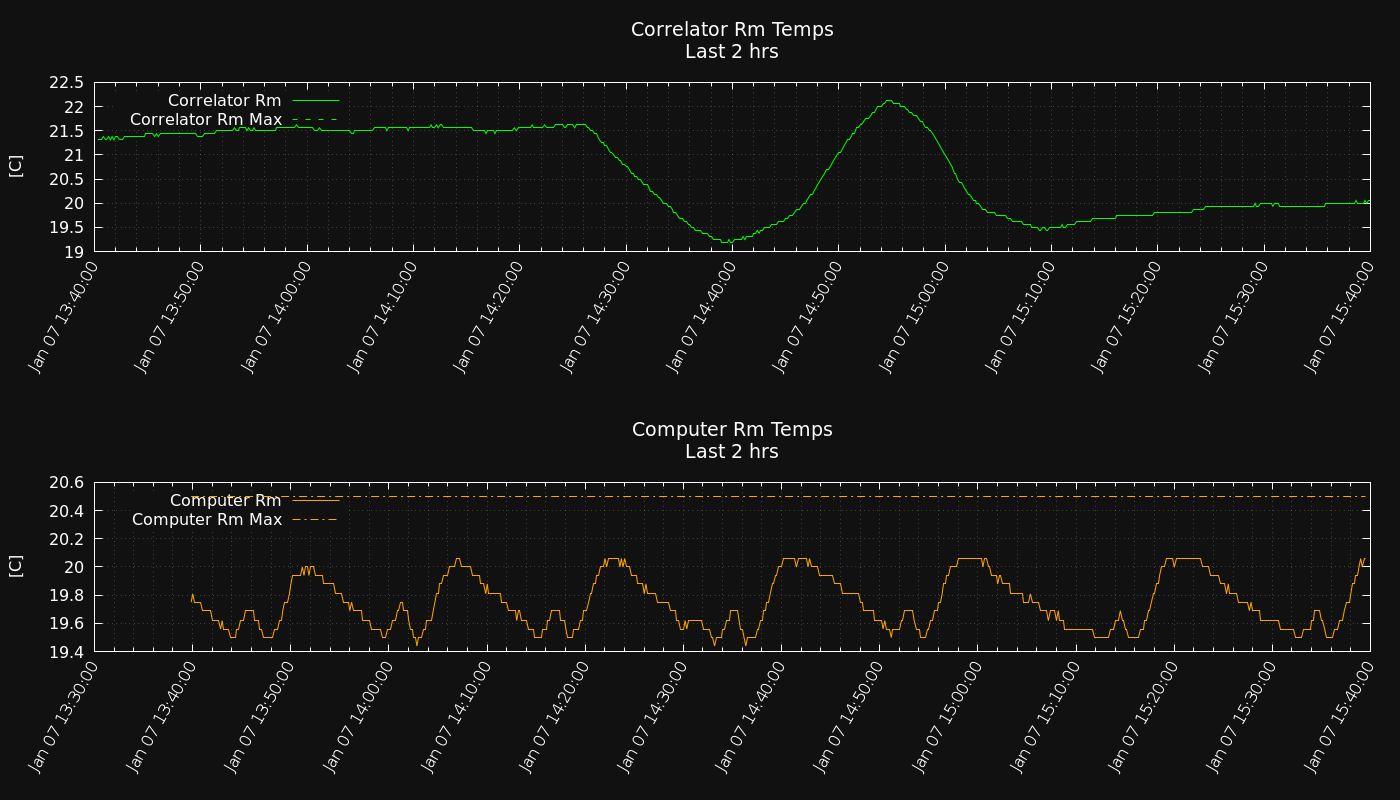 Correlator Rm Temps
Last 2 hrs
22.5
22
21.5
21
20.5
20
19.5
19
[C]
Correlator Rm
Correlator Rm Max
Jan 07 13:40:00
Jan 07 13:50:00
Jan 07 14:00:00
Jan 07 14:10:00
Jan 07 14:20:00
Jan 07 14:30:00
Jan 07 14:40:00
Jan 07 14:50:00
Jan 07 15:00:00
Jan 07 15:10:00
Jan 07 15:20:00
Jan 07 15:30:00
Jan 07 15:40:00
Computer Rm Temps
Last 2 hrs
20.6
20.4
20.2
20
19.8
19.6
19.4
[C]
Computer Rm
Computer Rm Max
Jan 07 13:30:00
Jan 07 13:40:00
Jan 07 13:50:00
Jan 07 14:00:00
Jan 07 14:10:00
Jan 07 14:20:00
Jan 07 14:30:00
Jan 07 14:40:00
Jan 07 14:50:00
Jan 07 15:00:00
Jan 07 15:10:00
Jan 07 15:20:00
Jan 07 15:30:00
Jan 07 15:40:00